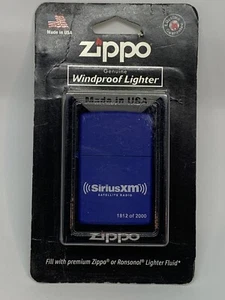 Made in USA
zippo
Genuine
Windproof Lighter
Made in USA
((SiriusXM))
SATELLITE RADIO
1812 of 2000
zippo
Fill with premium Zippo® or Ronsonol® Lighter Fluid*